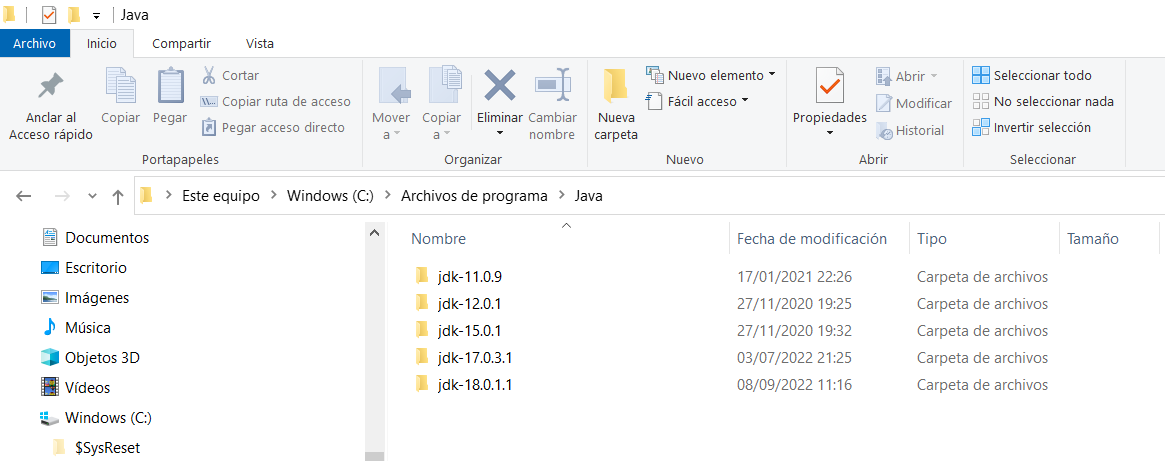 Java
Archivo Inicio Compartir Vista
Anclar al
Acceso rápido
Copiar
Pegar
Cortar
Copiar ruta de acceso
Pegar acceso directo
Portapapeles
Mover
a
Copiar
a
Eliminar
Cambiar
nombre
Organizar
Nueva
carpeta
Nuevo elemento
Fácil acceso
Nuevo
Propiedades
Abrir
Modificar
Historial
Abrir
Seleccionar todo
No seleccionar nada
Invertir selección
Seleccionar
Este equipo Windows (C:) Archivos de programa Java
Documentos
Escritorio
Imágenes
Música
Objetos 3D
Vídeos
Windows (C:)
$SysReset
Nombre Fecha de modificación Tipo Tamaño
jdk-11.0.9 17/01/2021 22:26 Carpeta de archivos
jdk-12.0.1 27/11/2020 19:25 Carpeta de archivos
jdk-15.0.1 27/11/2020 19:32 Carpeta de archivos
jdk-17.0.3.1 03/07/2022 21:25 Carpeta de archivos
jdk-18.0.1.1 08/09/2022 11:16 Carpeta de archivos